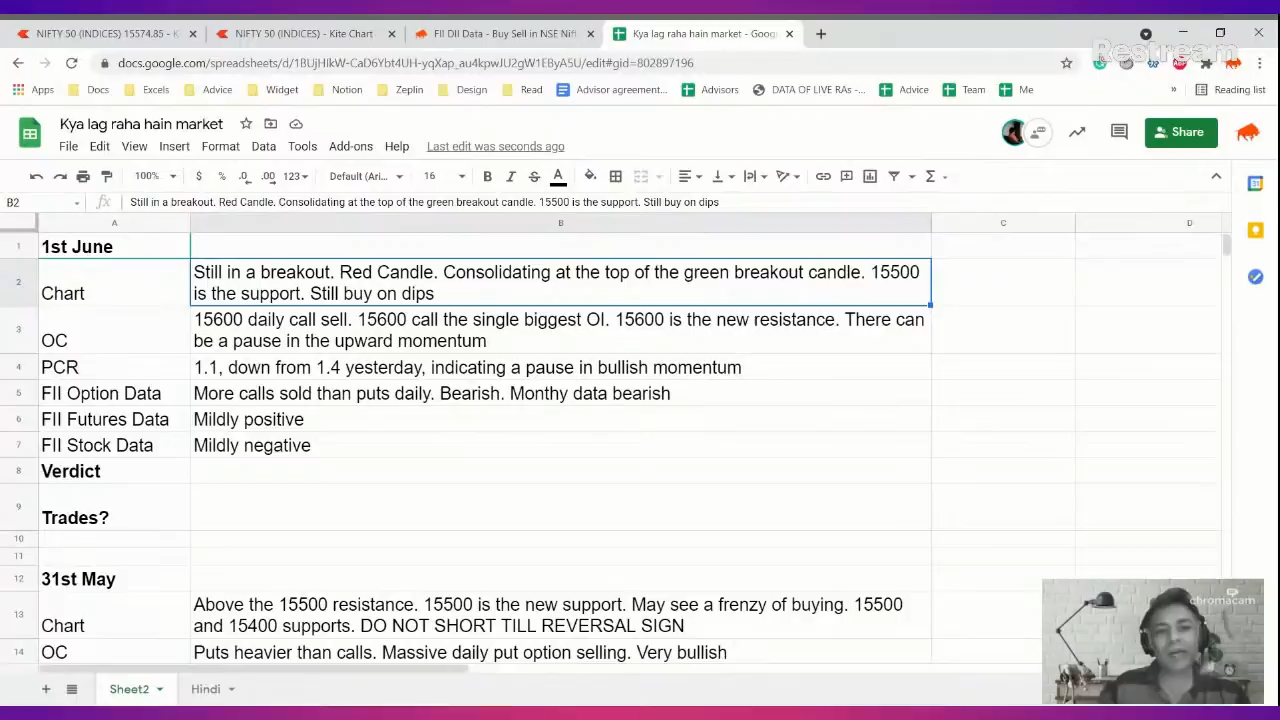 NIFTY 50 (INDICES) 15574.85 - K
NIFTY 50 (INDICES) - Kite Chart
FII DII Data - Buy Sell in NSE Nift
Kya lag raha hain market - Goog
Restream
Apps
Docs
Excels
Advice
Widget
Notion
Zeplin
Design
Read
Advisor agreement...
Advisors
DATA OF LIVE RAs -...
Advice
Team
Me
»
Reading list
Kya lag raha hain market
File Edit View Insert Format Data Tools Add-ons Help Last edit was seconds ago
Share
100% $ % .0 .00 123 Default (Ari... 16 B I S A
B2 fx Still in a breakout. Red Candle. Consolidating at the top of the green breakout candle. 15500 is the support. Still buy on dips
A B C D
1 1st June
2 Chart
Still in a breakout. Red Candle. Consolidating at the top of the green breakout candle. 15500
is the support. Still buy on dips
3 OC
15600 daily call sell. 15600 call the single biggest OI. 15600 is the new resistance. There can
be a pause in the upward momentum
4 PCR 1.1, down from 1.4 yesterday, indicating a pause in bullish momentum
5 FII Option Data More calls sold than puts daily. Bearish. Monthy data bearish
6 FII Futures Data Mildly positive
7 FII Stock Data Mildly negative
8 Verdict
9 Trades?
10
11
12 31st May
13 Chart
Above the 15500 resistance. 15500 is the new support. May see a frenzy of buying. 15500
and 15400 supports. DO NOT SHORT TILL REVERSAL SIGN
14 OC Puts heavier than calls. Massive daily put option selling. Very bullish
chromacam
Sheet2
Hindi